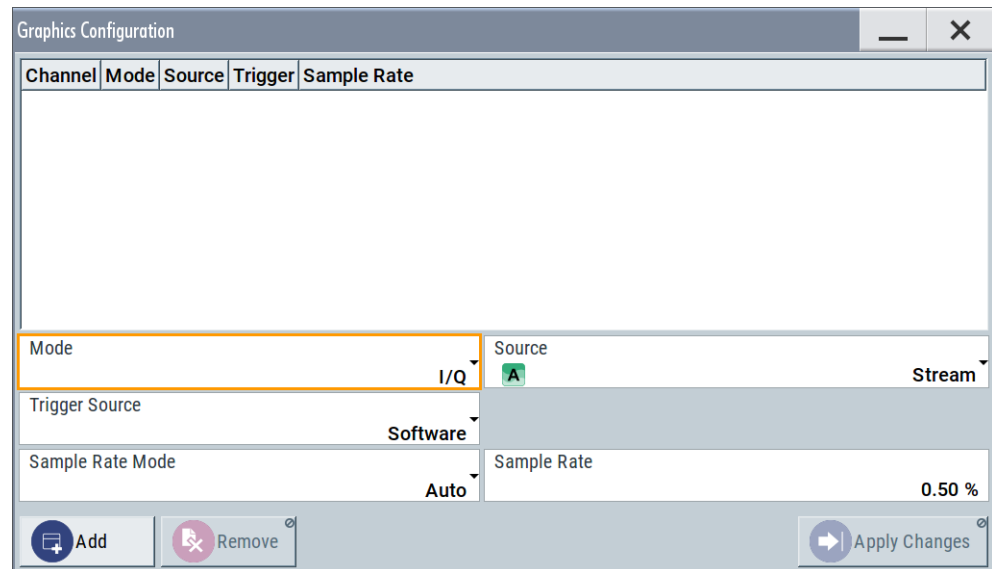 Graphics Configuration
Channel Mode Source Trigger Sample Rate
Mode
I/Q
Source
A Stream
Trigger Source
Software
Sample Rate Mode
Auto
Sample Rate
0.50 %
Add
Remove
Apply Changes